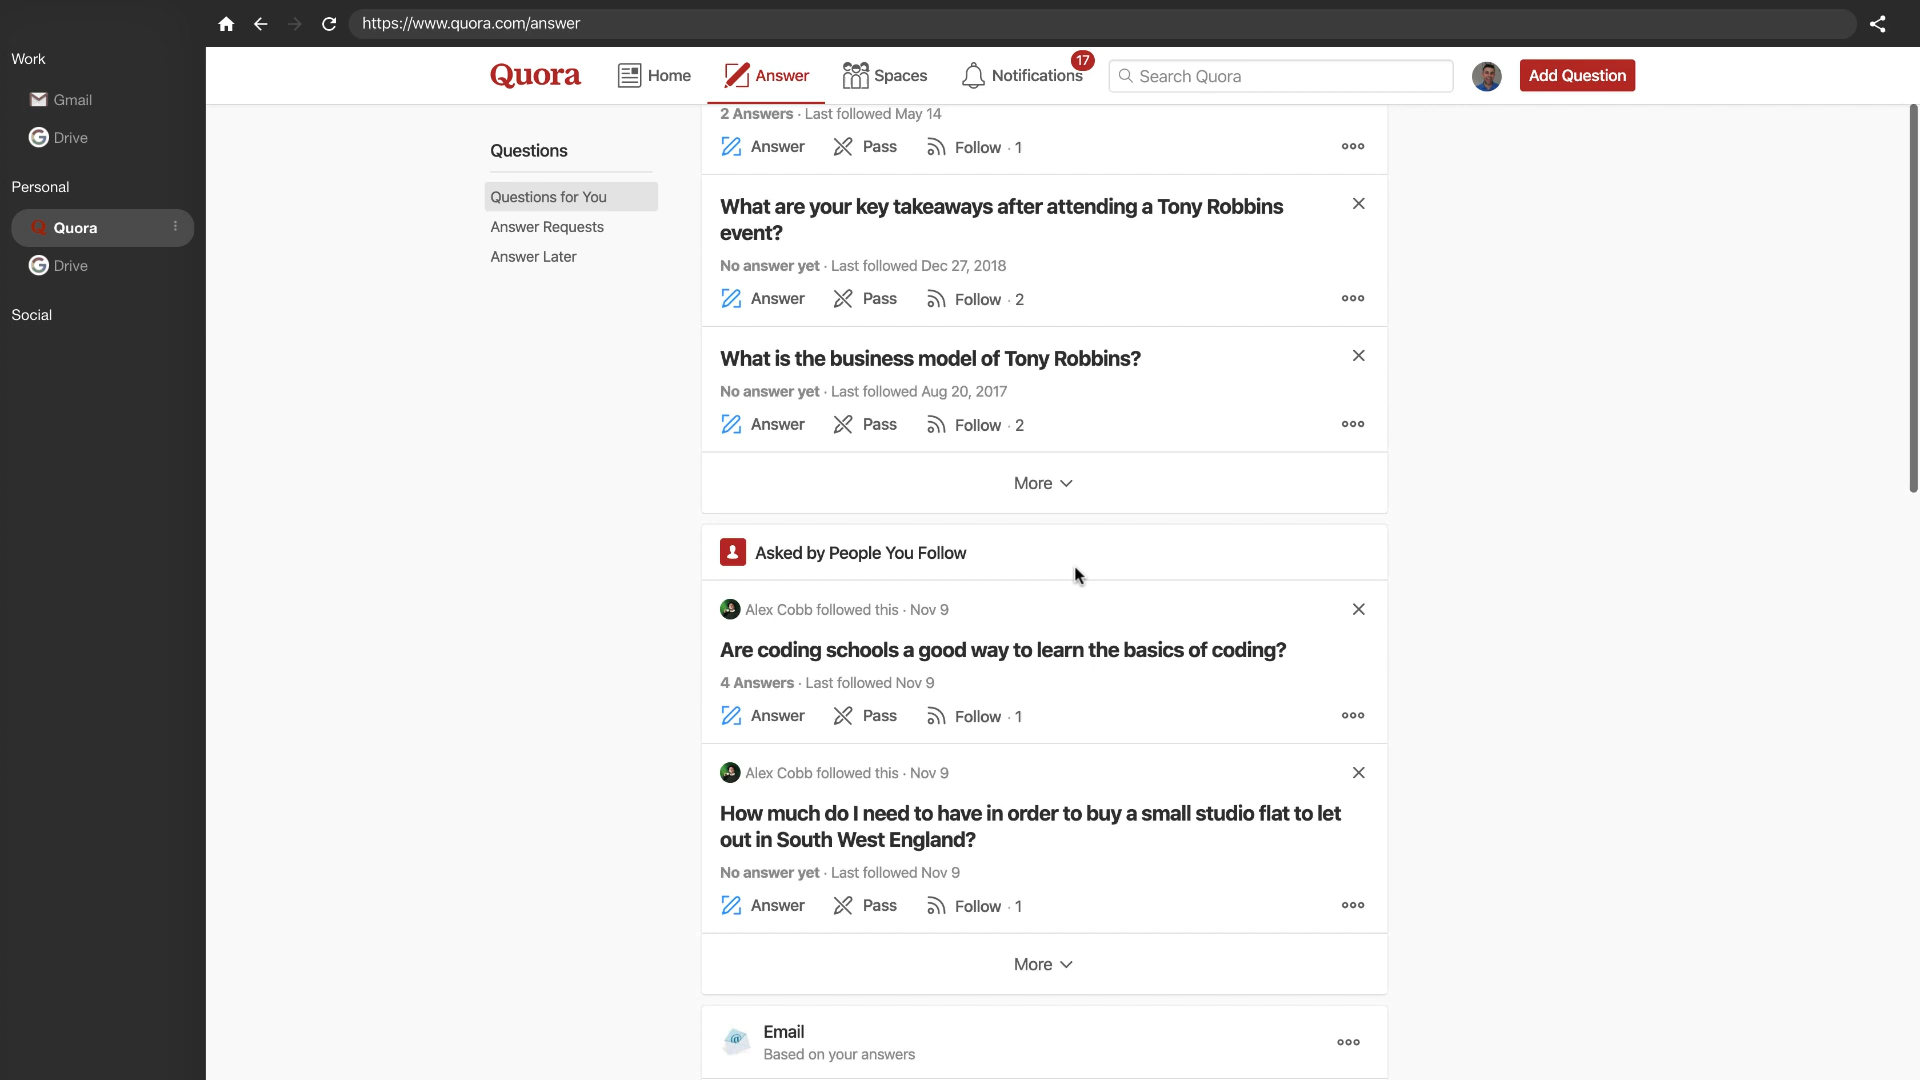 https://www.quora.com/answer
Work
Gmail
Drive
Personal
Quora
Drive
Social
Quora
Home
Answer
Spaces
Notifications
17
Search Quora
Add Question
Questions
Questions for You
Answer Requests
Answer Later
2 Answers · Last followed May 14
Answer Pass Follow · 1
What are your key takeaways after attending a Tony Robbins
event?
No answer yet · Last followed Dec 27, 2018
Answer Pass Follow · 2
What is the business model of Tony Robbins?
No answer yet · Last followed Aug 20, 2017
Answer Pass Follow · 2
More
Asked by People You Follow
Alex Cobb followed this · Nov 9
Are coding schools a good way to learn the basics of coding?
4 Answers · Last followed Nov 9
Answer Pass Follow · 1
Alex Cobb followed this · Nov 9
How much do I need to have in order to buy a small studio flat to let
out in South West England?
No answer yet · Last followed Nov 9
Answer Pass Follow · 1
More
Email
Based on your answers